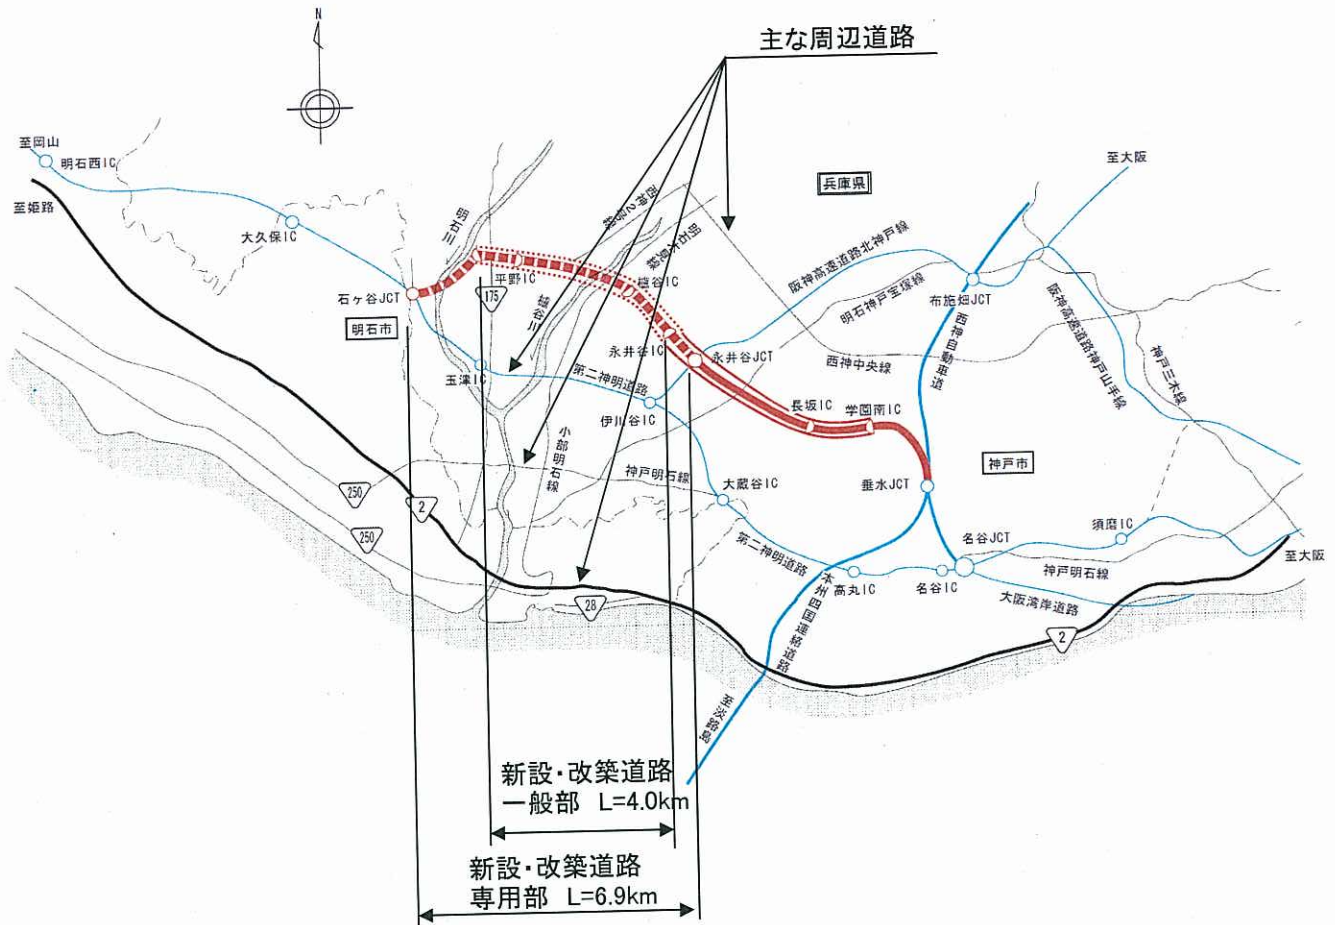 N
主な周辺道路
至岡山
明石西IC
至姫路
大久保IC
明石川
西神2号線
明石木見線
兵庫県
至大阪
阪神高速道路北神戸線
明石神戸宝塚線
布施畑JCT
平野IC
櫨谷IC
石ヶ谷JCT
明石市
175
櫨谷川
永井谷IC
永井谷JCT
西神中央線
西神自動車道
阪神高速道路神戸山手線
神戸三木線
玉津IC
第二神明道路
伊川谷IC
長坂IC
学園南IC
小部明石線
神戸明石線
大蔵谷IC
垂水JCT
神戸市
250
2
250
第二神明道路
名谷JCT
須磨IC
至大阪
神戸明石線
高丸IC
名谷IC
大阪湾岸道路
28
本州四国連絡道路
2
至淡路島
新設・改築道路
一般部 L=4.0km
新設・改築道路
専用部 L=6.9km